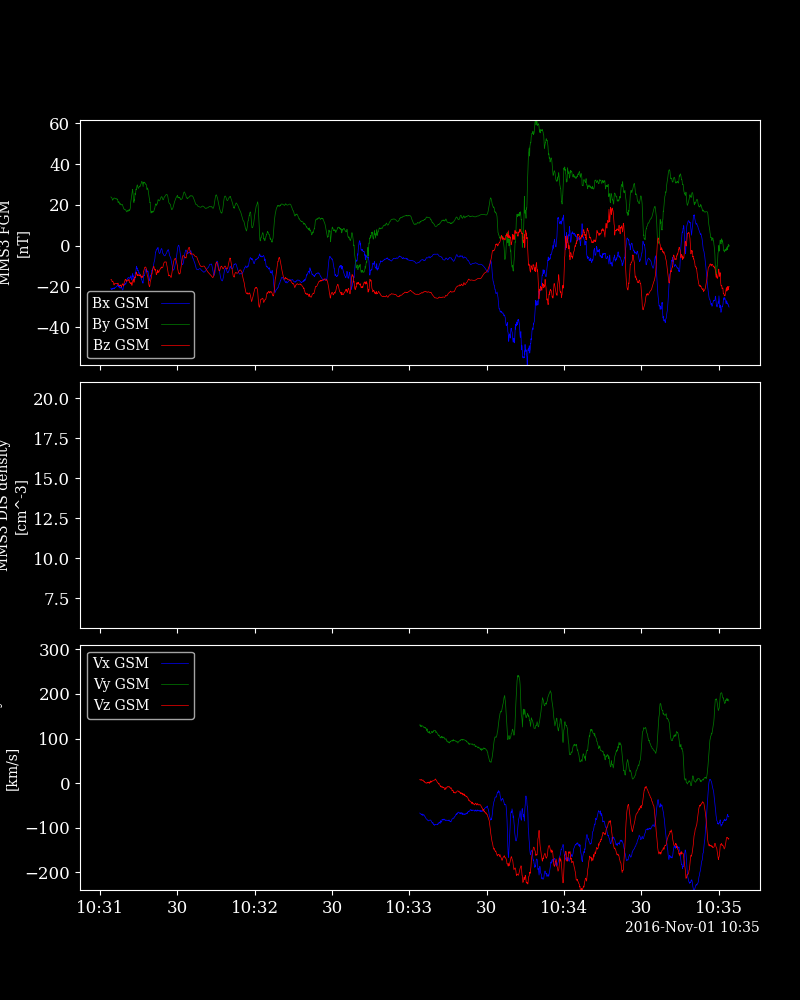 60
40
20
0
−20
−40
MMS3 FGM
[nT]
Bx GSM
By GSM
Bz GSM
20.0
17.5
15.0
12.5
10.0
7.5
MMS3 DIS density
[cm^-3]
300
200
100
0
−100
−200
[km/s]
Vx GSM
Vy GSM
Vz GSM
10:31
30
10:32
30
10:33
30
10:34
30
10:35
2016-Nov-01 10:35